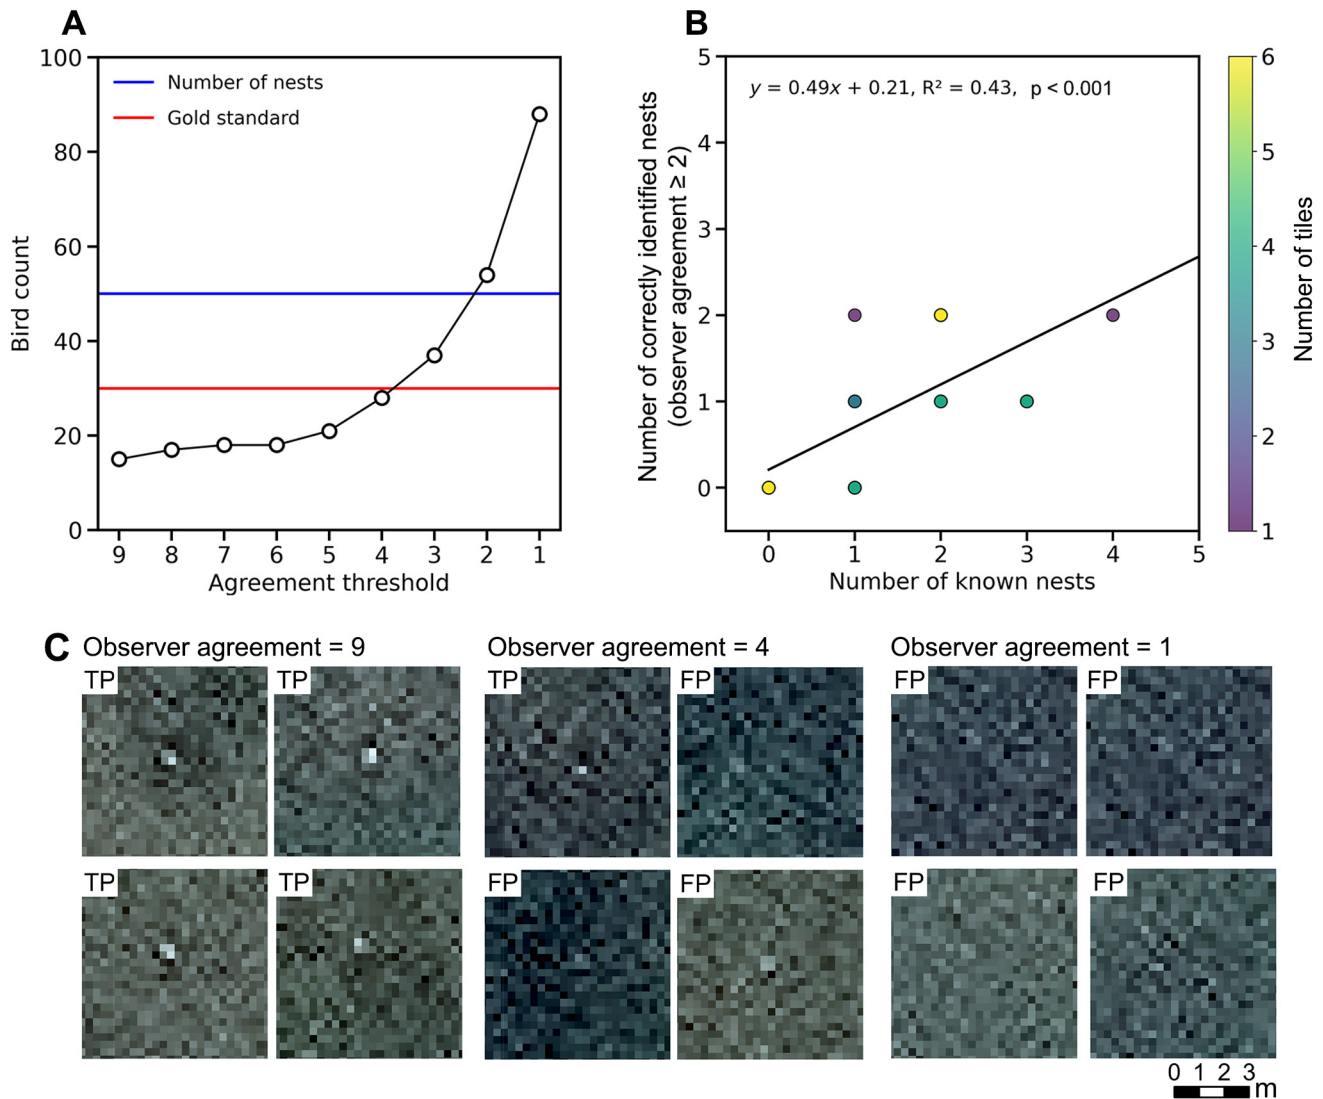 A
B
100
80
60
40
20
0
Bird count
Number of nests
Gold standard
9 8 7 6 5 4 3 2 1
Agreement threshold
5
4
3
2
1
0
Number of correctly identified nests
(observer agreement ≥ 2)
y = 0.49x + 0.21, R² = 0.43, p < 0.001
0 1 2 3 4 5
Number of known nests
6
5
4
3
2
1
Number of tiles
C
Observer agreement = 9
Observer agreement = 4
Observer agreement = 1
TP TP TP FP FP FP
TP TP FP FP FP FP
0 1 2 3
m